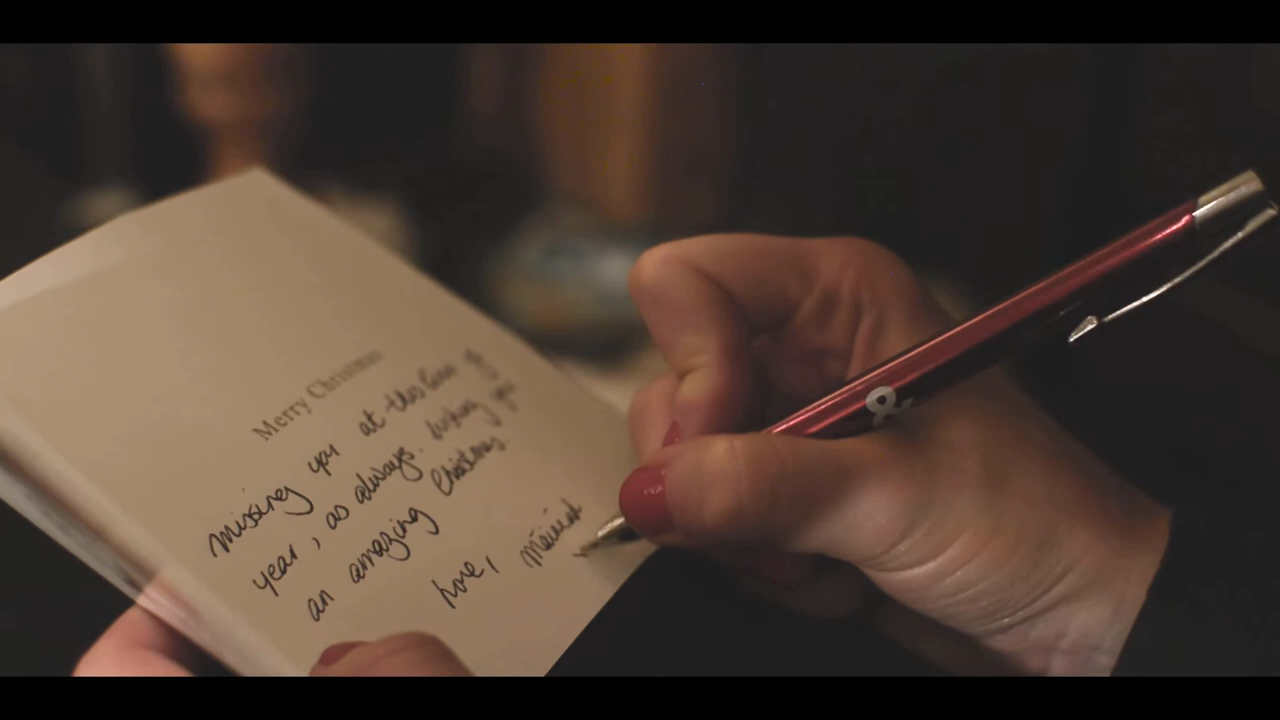 Merry Christmas
missing you at this time of
year, as always. Wishing you
an amazing Christmas.
Love,
&